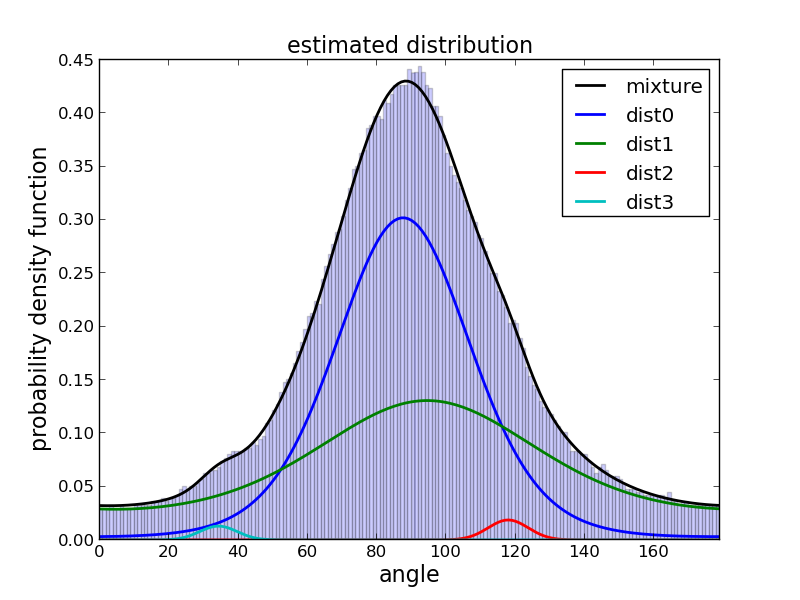 estimated distribution
probability density function
0.45
0.40
0.35
0.30
0.25
0.20
0.15
0.10
0.05
0.00
mixture
dist0
dist1
dist2
dist3
0 20 40 60 80 100 120 140 160
angle